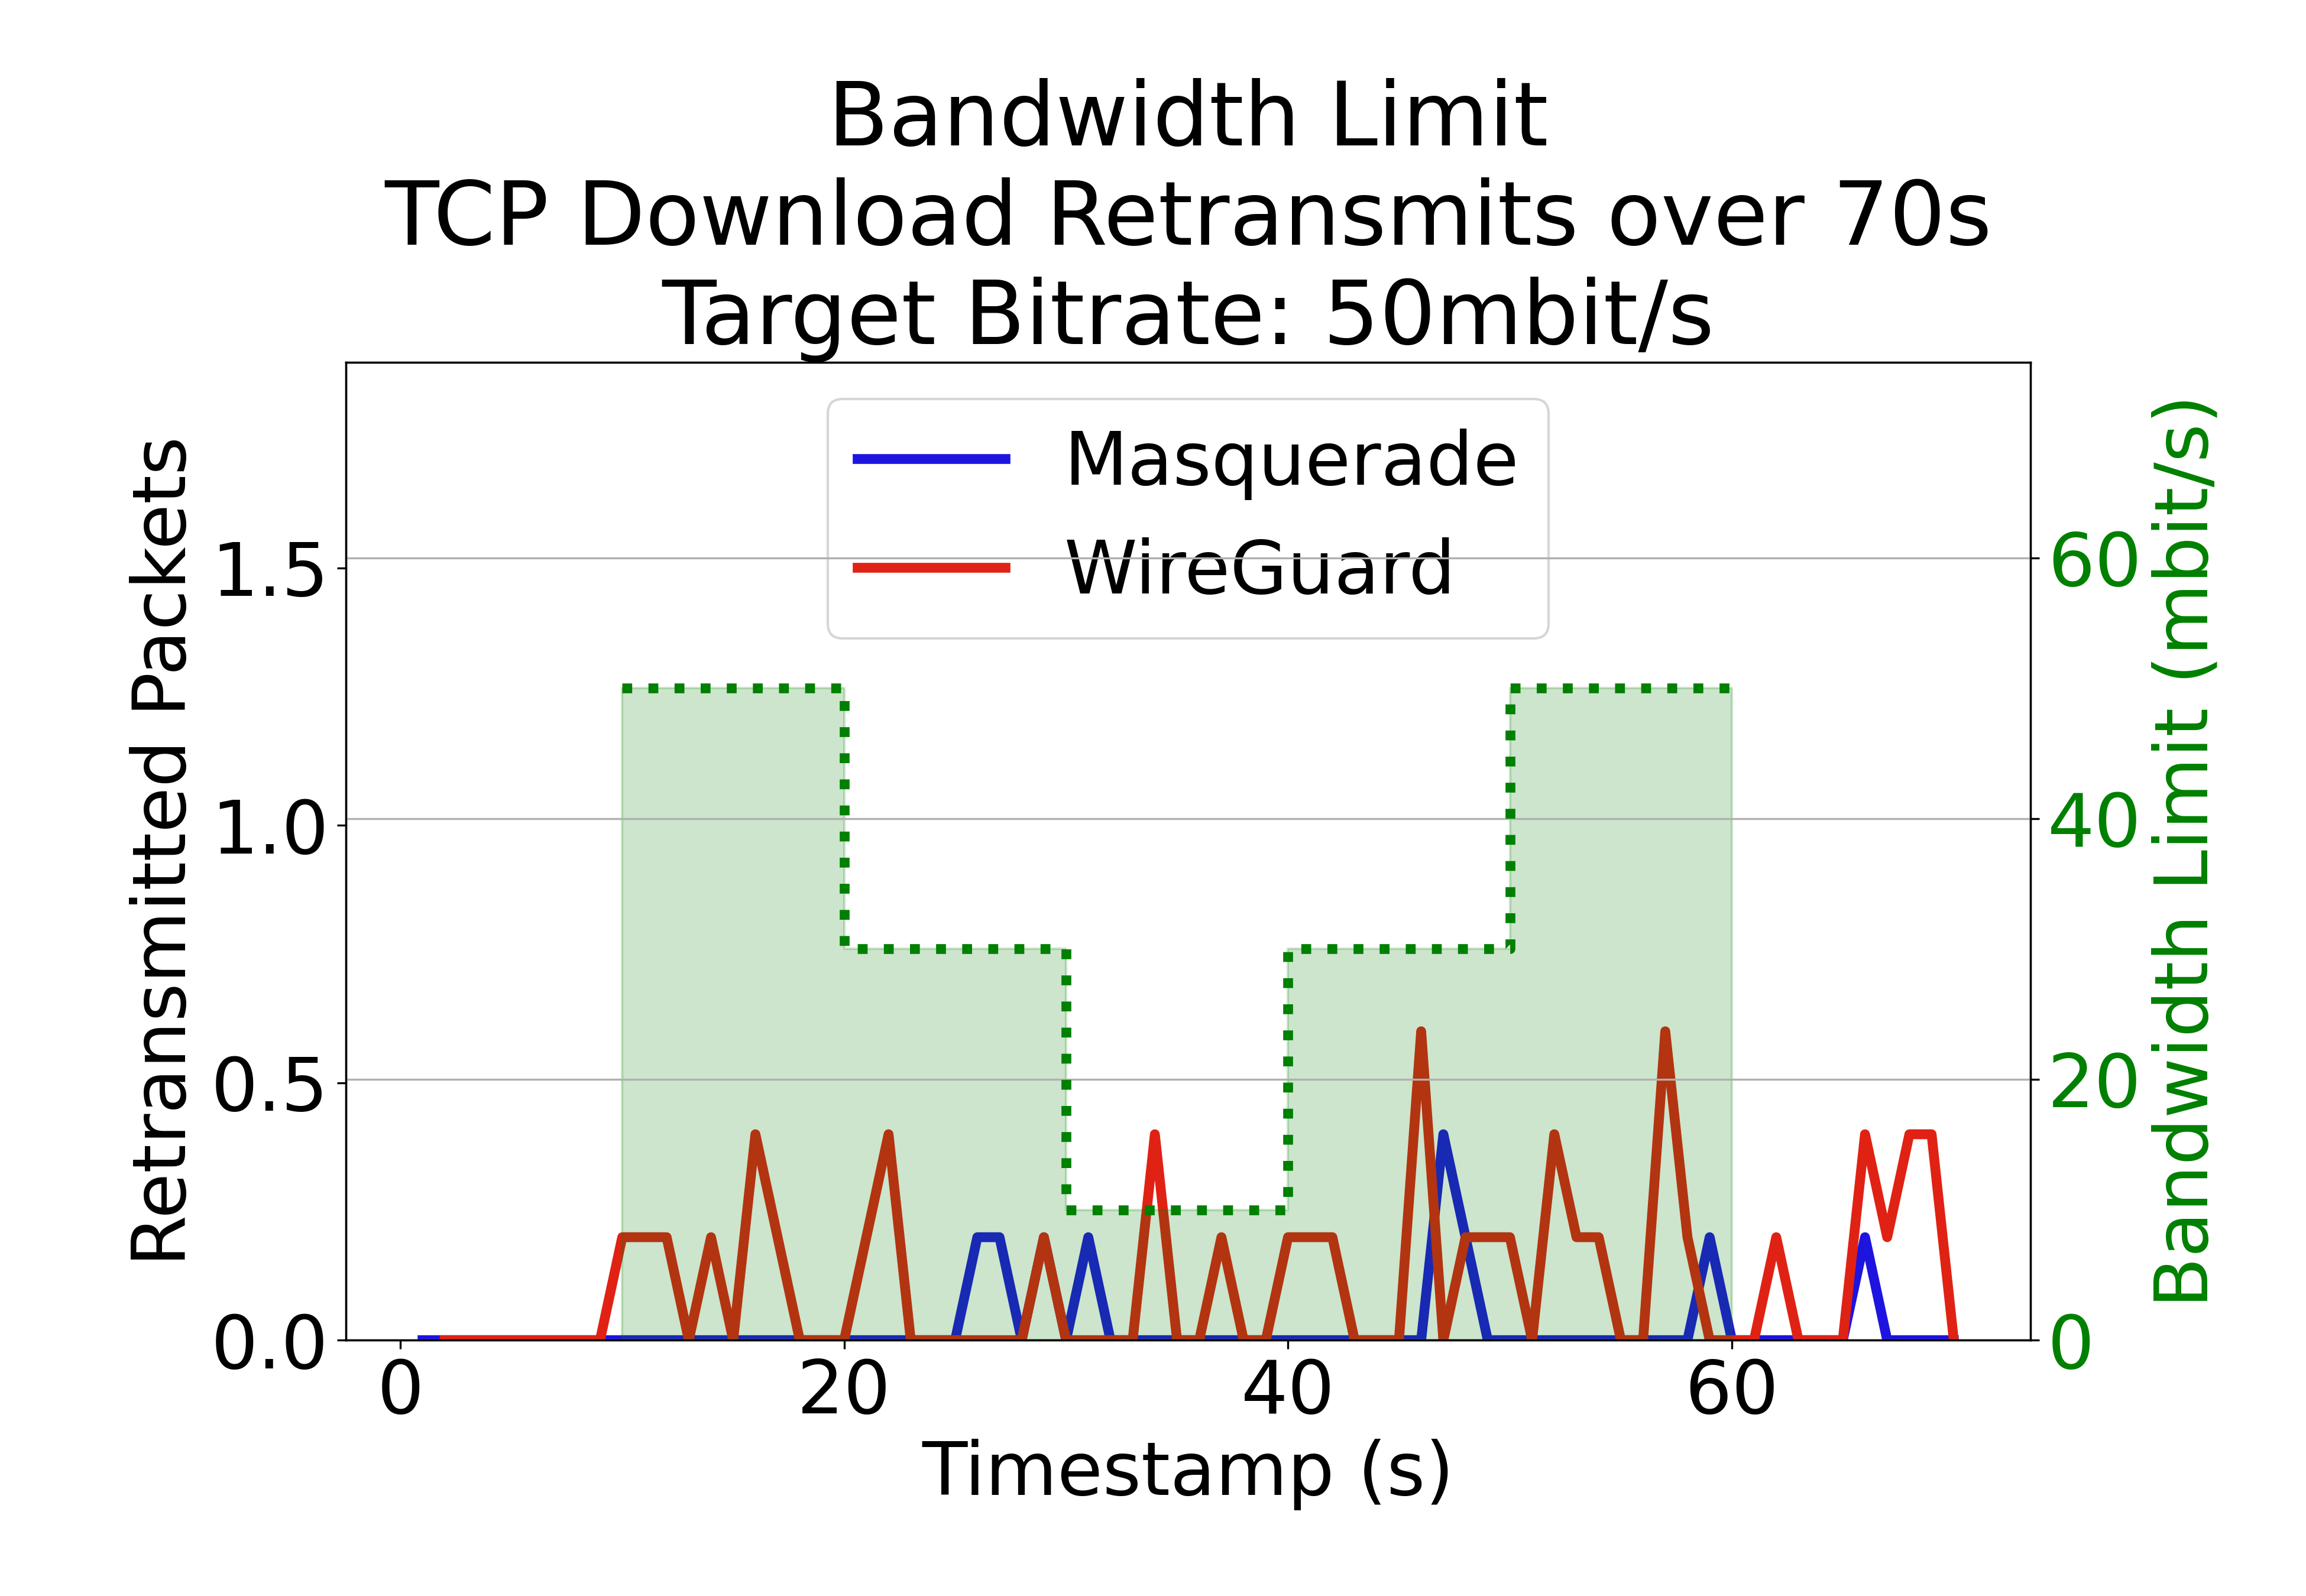 Bandwidth Limit
TCP Download Retransmits over 70s
Target Bitrate: 50mbit/s
Masquerade
WireGuard
Retransmitted Packets
1.5
1.0
0.5
0.0
60
40
20
0
Bandwidth Limit (mbit/s)
0 20 40 60
Timestamp (s)